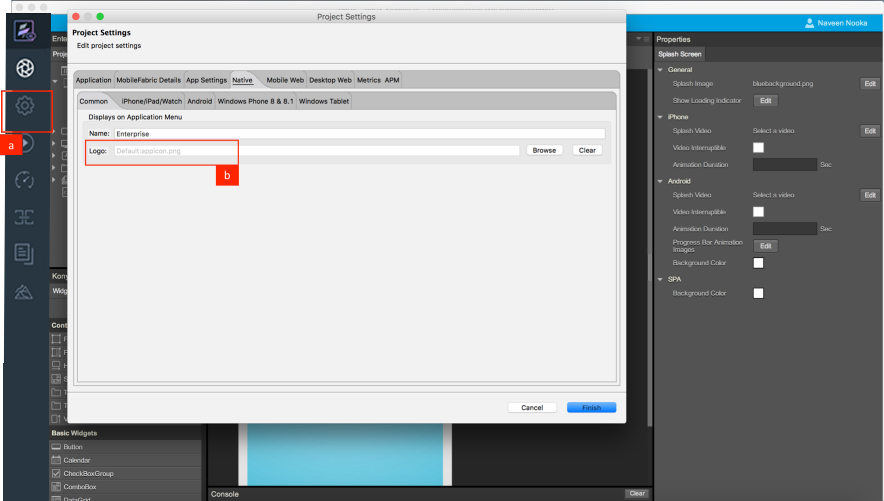 Project Settings
Naveen Nooka
Project Settings
Edit project settings
Application MobileFabric Details App Settings Native Mobile Web Desktop Web Metrics APM
Common iPhone/iPad/Watch Android Windows Phone 8 & 8.1 Windows Tablet
Displays on Application Menu
Name: Enterprise
Logo: Default:appicon.png Browse Clear
a
b
Cancel Finish
Properties
Splash Screen
General
Splash Image bluebackground.png Edit
Show Loading Indicator Edit
iPhone
Splash Video Select a video Edit
Video Interruptible
Animation Duration Sec
Android
Splash Video Select a video Edit
Video Interruptible
Animation Duration Sec
Progress Bar Animation
Images
Edit
Background Color
SPA
Background Color
Basic Widgets
Button
Calendar
CheckBoxGroup
ComboBox
DataGrid
Console Clear